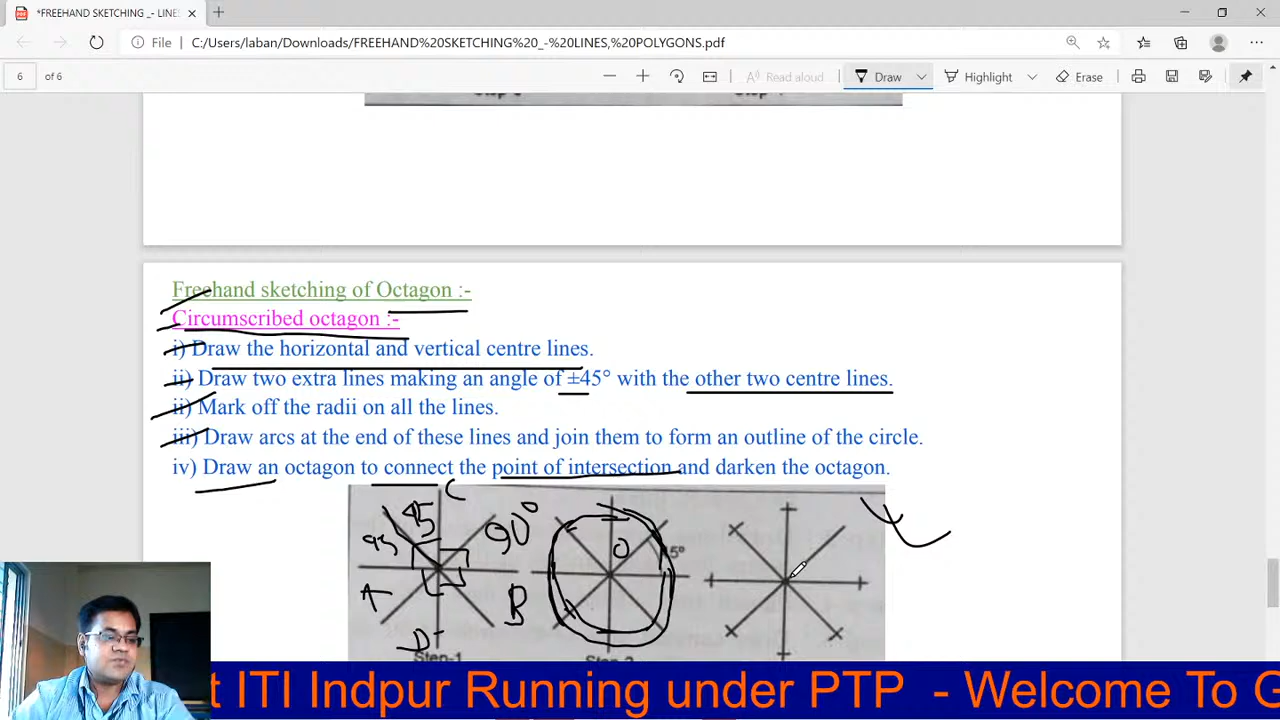 *FREEHAND SKETCHING _- LINES
File C:/Users/laban/Downloads/FREEHAND%20SKETCHING%20_-%20LINES,%20POLYGONS.pdf
6 of 6 Read aloud Draw Highlight Erase
Freehand sketching of Octagon :-
Circumscribed octagon :-
i) Draw the horizontal and vertical centre lines.
ii) Draw two extra lines making an angle of ±45° with the other two centre lines.
ii) Mark off the radii on all the lines.
iii) Draw arcs at the end of these lines and join them to form an outline of the circle.
iv) Draw an octagon to connect the point of intersection and darken the octagon.
C
45 90° O 5°
45
A B
D
Step-1
t ITI Indpur Running under PTP - Welcome To G